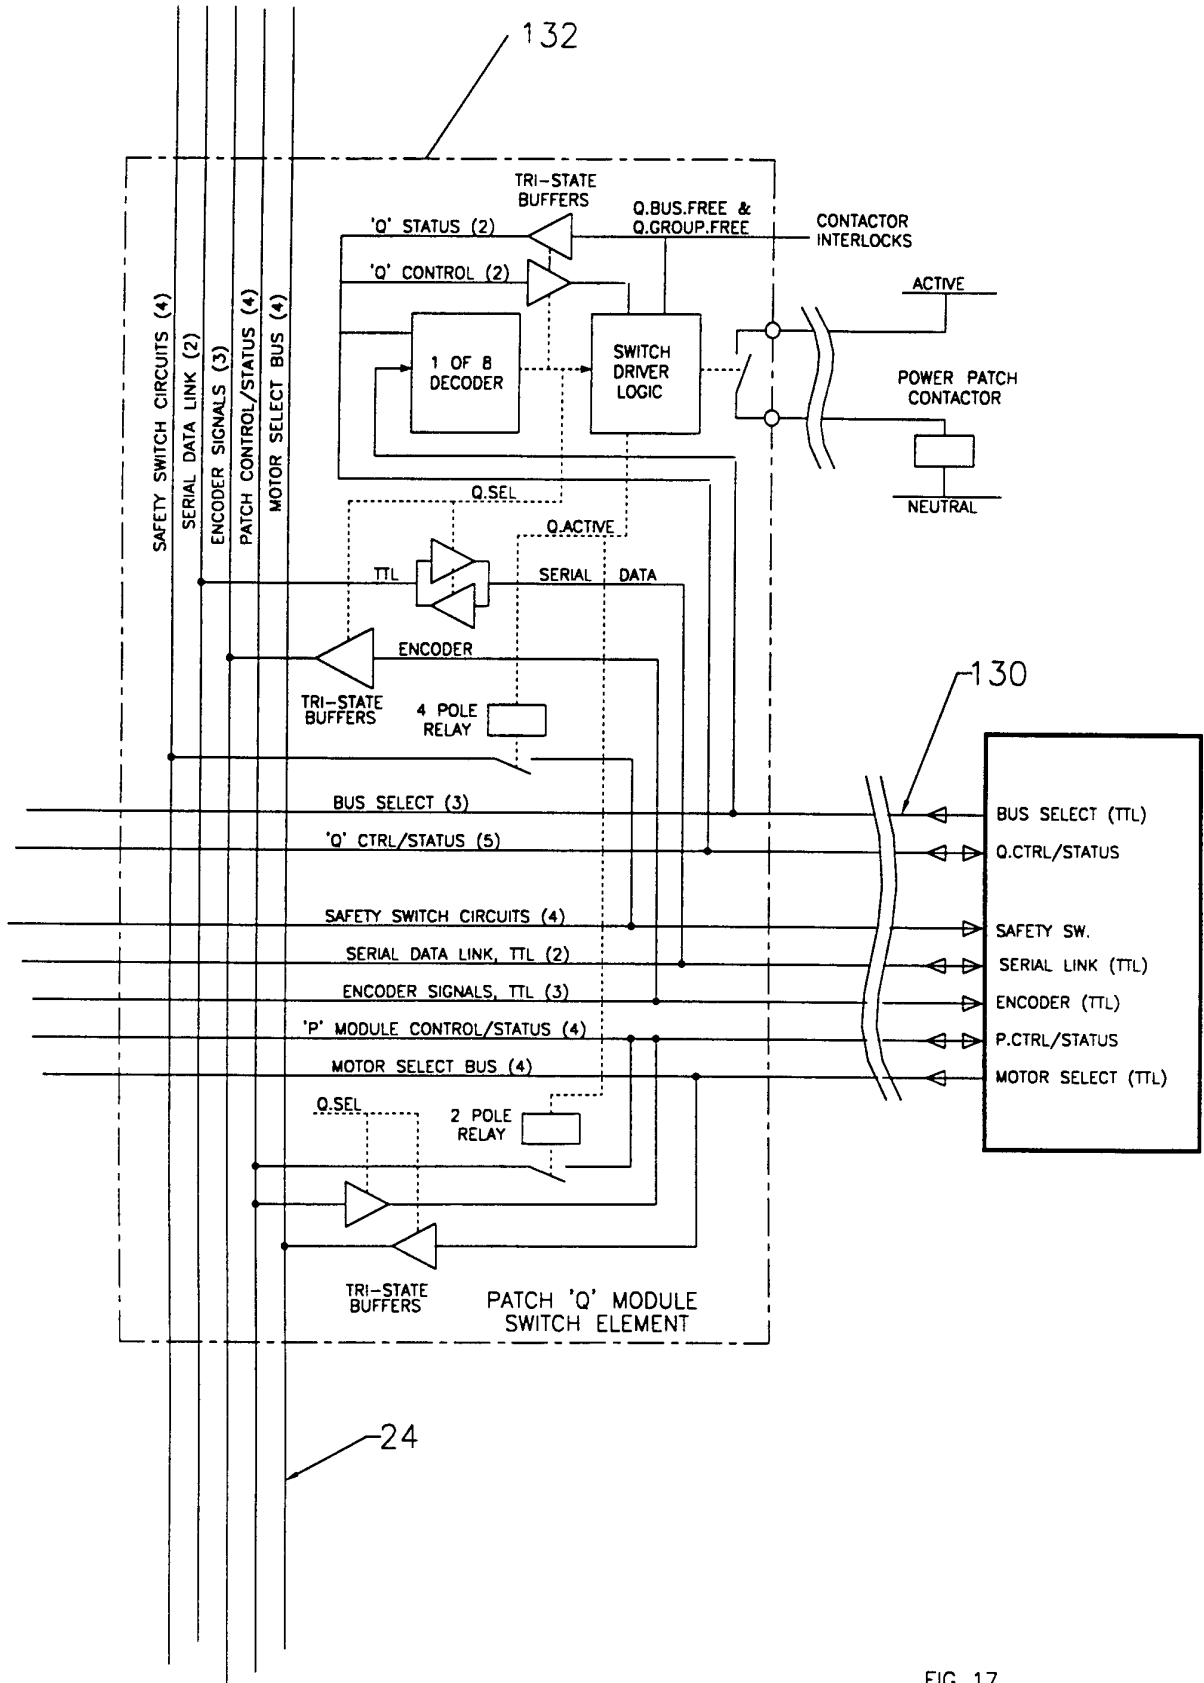 132
TRI-STATE
BUFFERS
'Q' STATUS (2)
Q.BUS.FREE &
Q.GROUP.FREE
CONTACTOR
INTERLOCKS
'Q' CONTROL (2)
ACTIVE
1 OF 8
DECODER
SWITCH
DRIVER
LOGIC
POWER PATCH
CONTACTOR
NEUTRAL
SAFETY SWITCH CIRCUITS (4)
SERIAL DATA LINK (2)
ENCODER SIGNALS (3)
PATCH CONTROL/STATUS (4)
MOTOR SELECT BUS (4)
Q.SEL
Q.ACTIVE
TTL
SERIAL DATA
ENCODER
TRI-STATE
BUFFERS
4 POLE
RELAY
130
BUS SELECT (3)
BUS SELECT (TTL)
'Q' CTRL/STATUS (5)
Q.CTRL/STATUS
SAFETY SWITCH CIRCUITS (4)
SAFETY SW.
SERIAL DATA LINK, TTL (2)
SERIAL LINK (TTL)
ENCODER SIGNALS, TTL (3)
ENCODER (TTL)
'P' MODULE CONTROL/STATUS (4)
P.CTRL/STATUS
MOTOR SELECT BUS (4)
MOTOR SELECT (TTL)
Q.SEL
2 POLE
RELAY
TRI-STATE
BUFFERS
PATCH 'Q' MODULE
SWITCH ELEMENT
24
FIG. 17